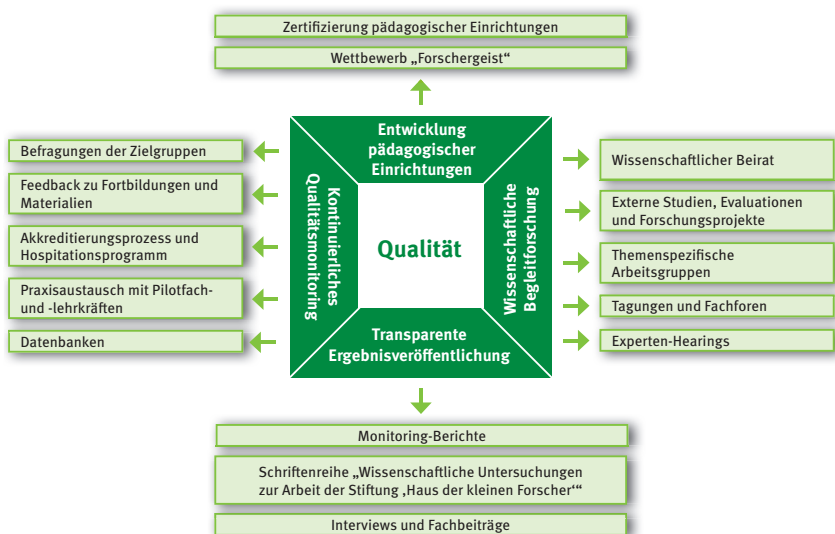 Zertifizierung pädagogischer Einrichtungen
Wettbewerb „Forschergeist“
Entwicklung
pädagogischer
Einrichtungen
Befragungen der Zielgruppen
Feedback zu Fortbildungen und
Materialien
Akkreditierungsprozess und
Hospitationsprogramm
Praxisaustausch mit Pilotfach-
und -lehrkräften
Datenbanken
Kontinuierliches
Qualitätsmonitoring
Qualität
Wissenschaftliche
Begleitforschung
Wissenschaftlicher Beirat
Externe Studien, Evaluationen
und Forschungsprojekte
Themenspezifische
Arbeitsgruppen
Tagungen und Fachforen
Experten-Hearings
Transparente
Ergebnisveröffentlichung
Monitoring-Berichte
Schriftenreihe „Wissenschaftliche Untersuchungen
zur Arbeit der Stiftung ‚Haus der kleinen Forscher‘“
Interviews und Fachbeiträge